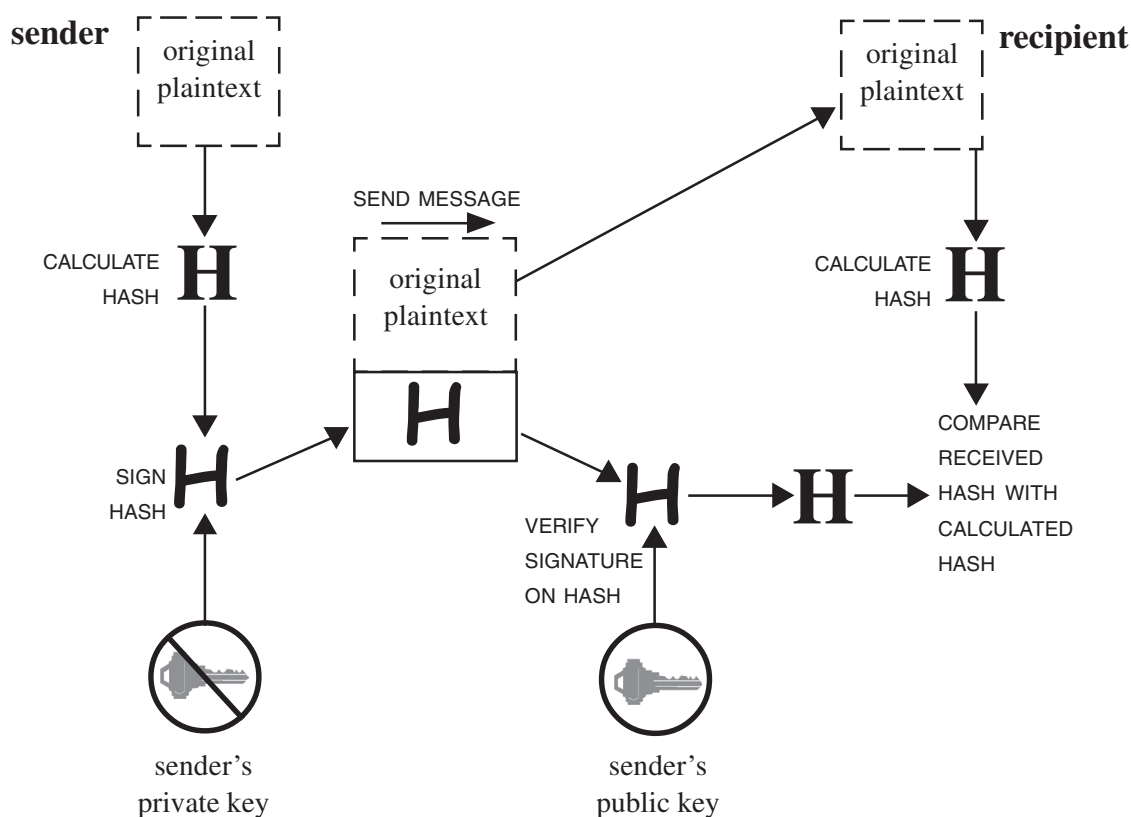 sender
original
plaintext
recipient
original
plaintext
SEND MESSAGE
CALCULATE
HASH
H
original
plaintext
H
CALCULATE
HASH
H
SIGN
HASH
H
VERIFY
SIGNATURE
ON HASH
H
H
COMPARE
RECEIVED
HASH WITH
CALCULATED
HASH
sender’s
private key
sender’s
public key